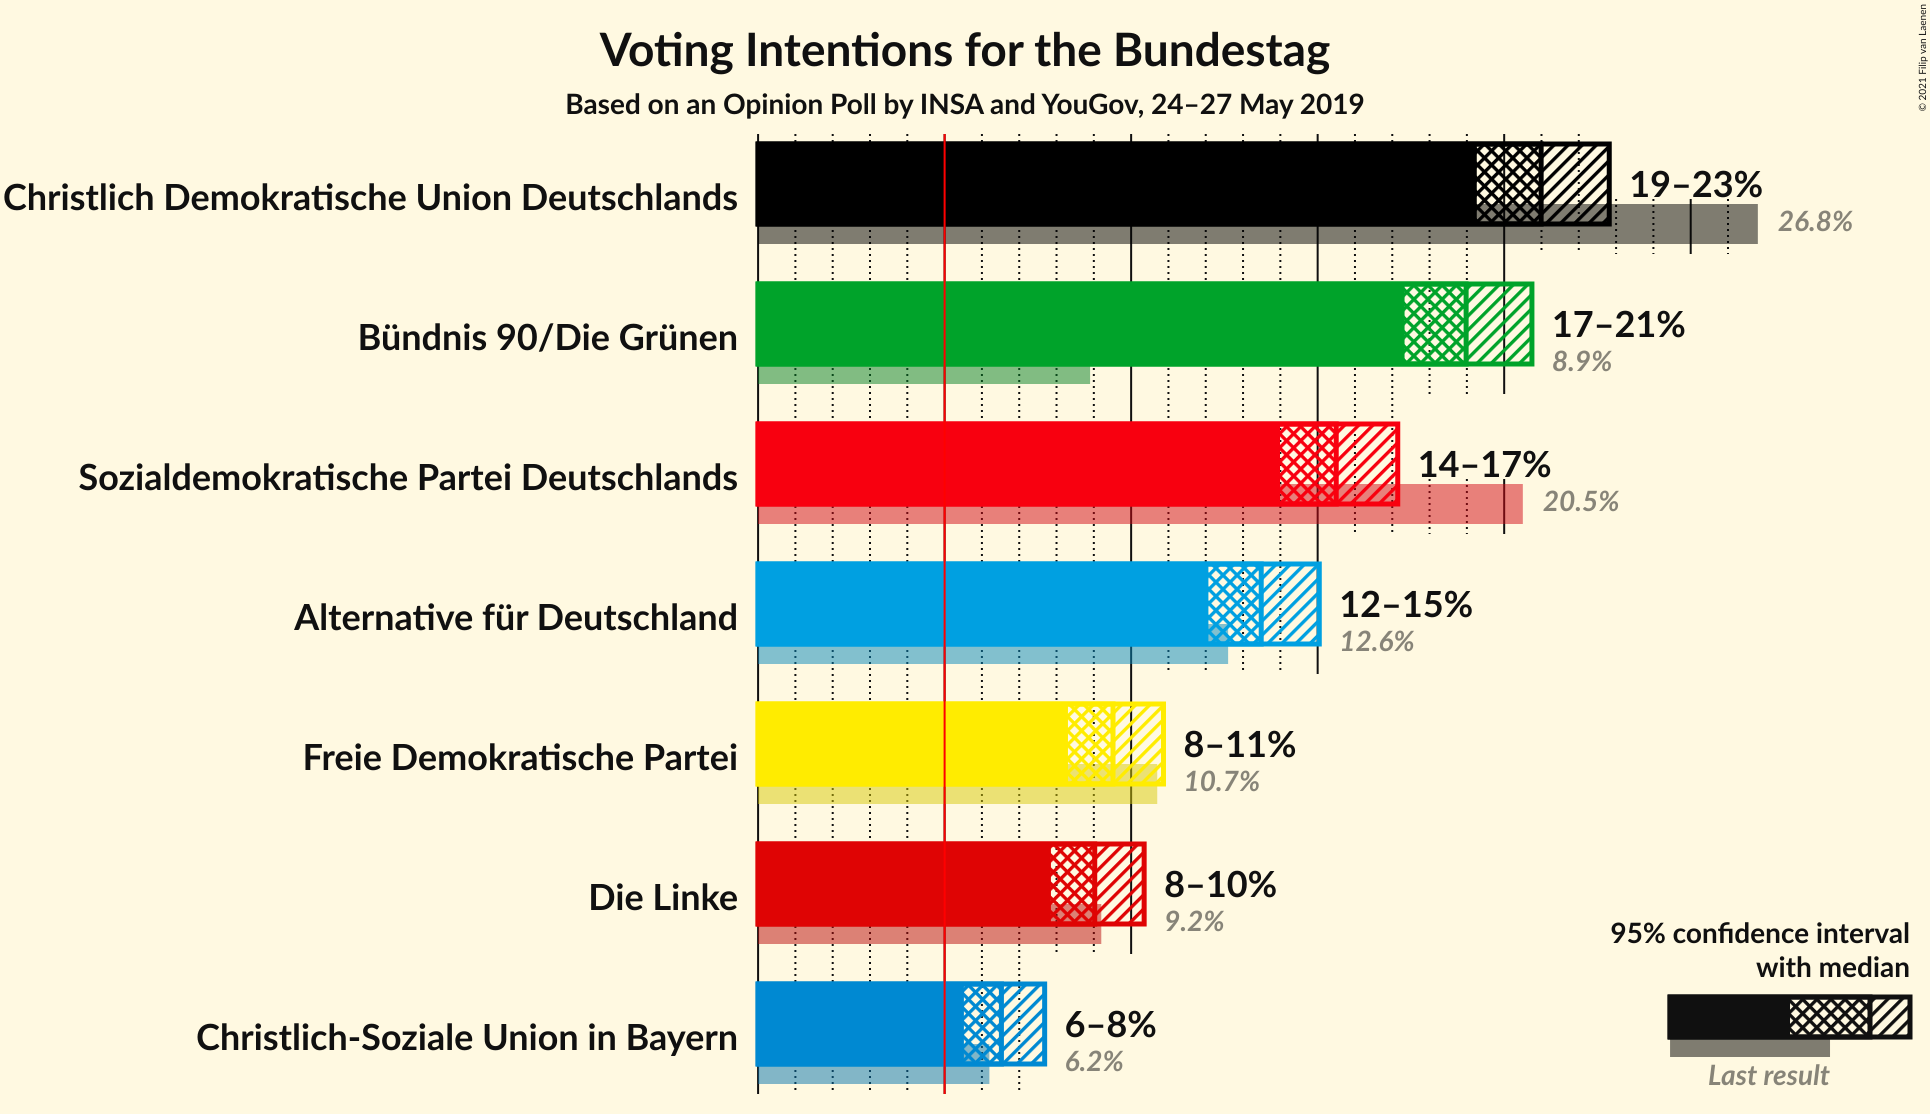 Voting Intentions for the Bundestag
Based on an Opinion Poll by INSA and YouGov, 24–27 May 2019
© 2021 Filip van Laenen
Christlich Demokratische Union Deutschlands
19–23%
26.8%
Bündnis 90/Die Grünen
17–21%
8.9%
Sozialdemokratische Partei Deutschlands
14–17%
20.5%
Alternative für Deutschland
12–15%
12.6%
Freie Demokratische Partei
8–11%
10.7%
Die Linke
8–10%
9.2%
Christlich-Soziale Union in Bayern
6–8%
6.2%
95% confidence interval
with median
Last result